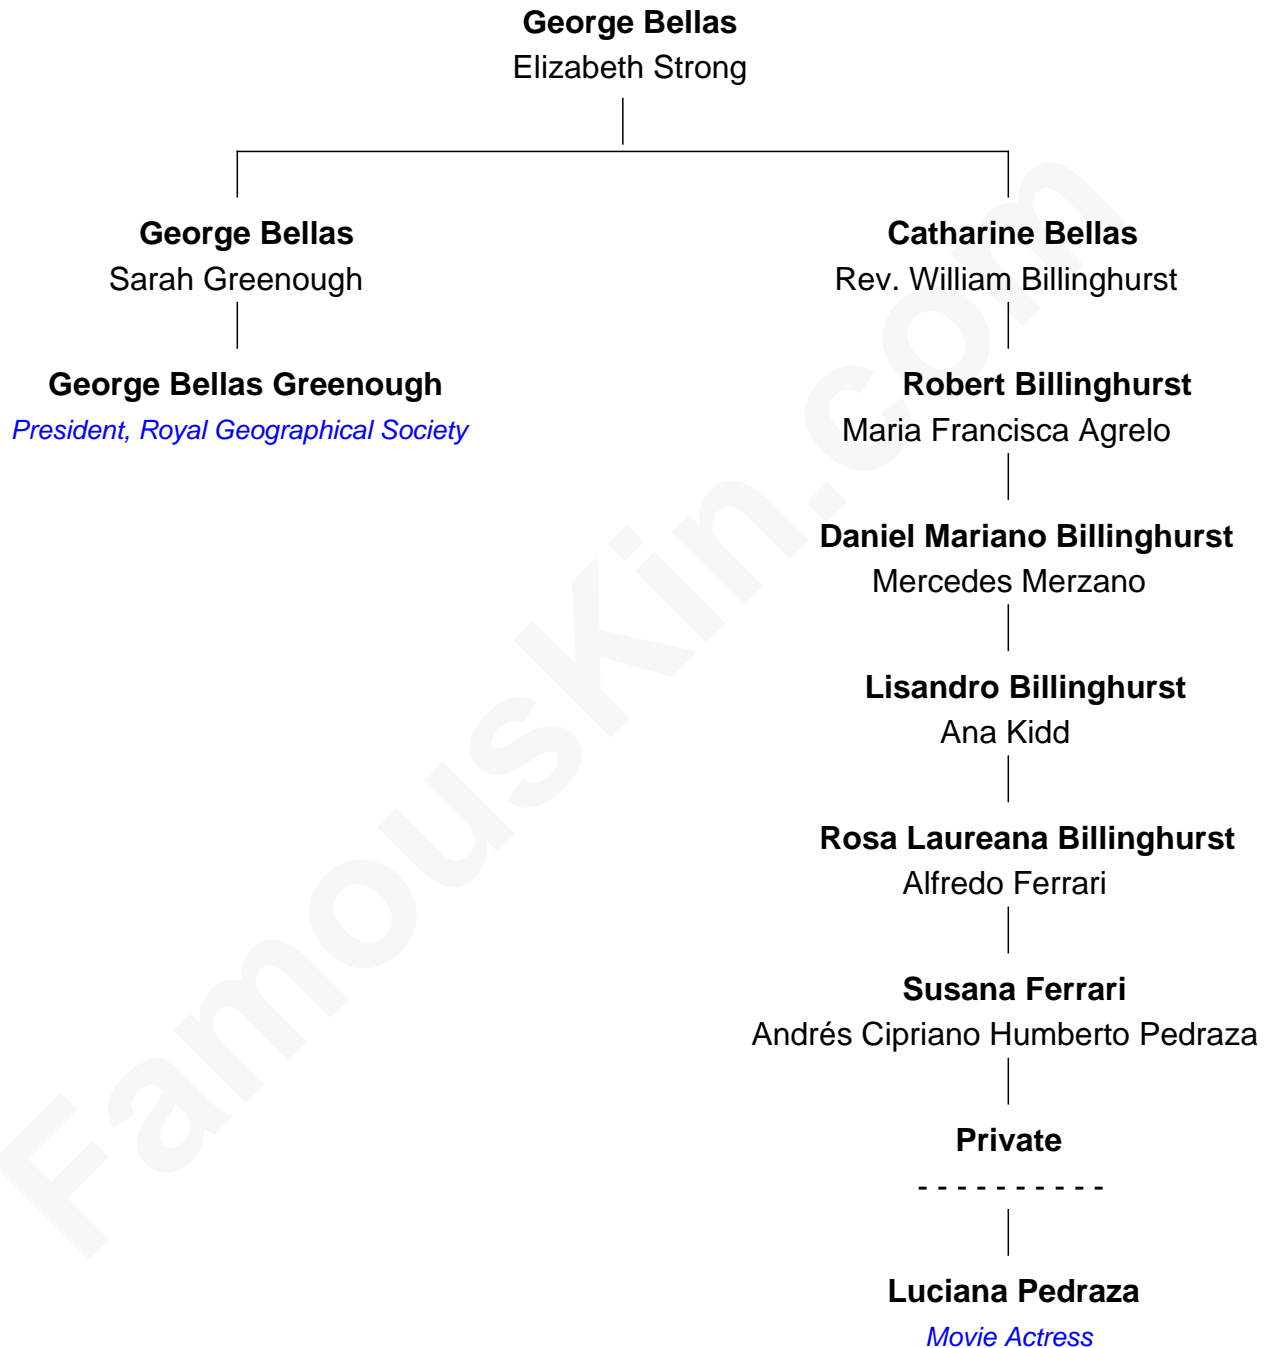 George Bellas
Elizabeth Strong
George Bellas
Sarah Greenough
Catharine Bellas
Rev. William Billinghurst
George Bellas Greenough
President, Royal Geographical Society
Robert Billinghurst
Maria Francisca Agrelo
Daniel Mariano Billinghurst
Mercedes Merzano
Lisandro Billinghurst
Ana Kidd
Rosa Laureana Billinghurst
Alfredo Ferrari
Susana Ferrari
Andrés Cipriano Humberto Pedraza
Private
- - - - - - - - - -
Luciana Pedraza
Movie Actress
FamousKin.com